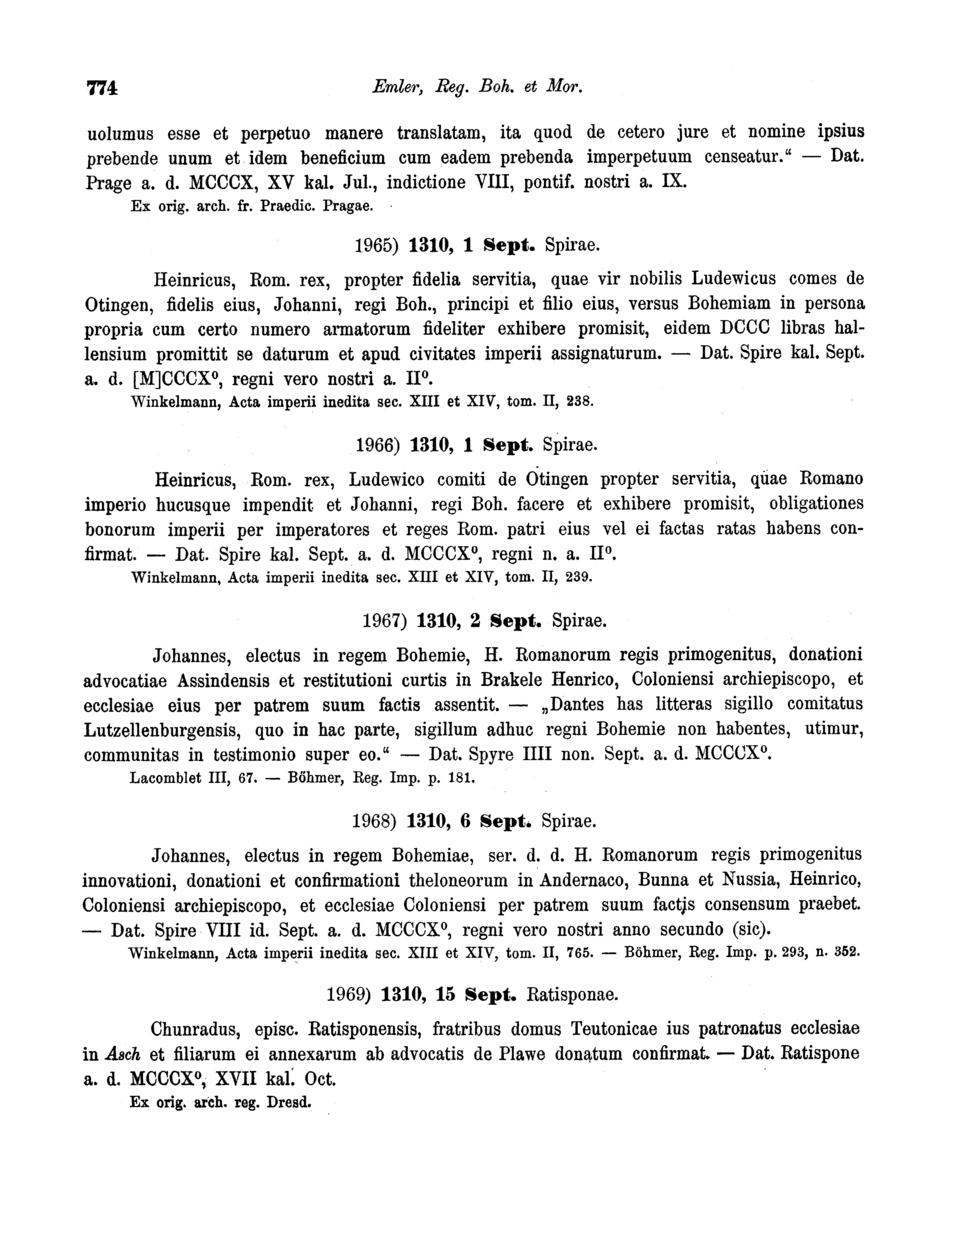 774 Emler, Reg. Boh. et Mor.
uolumus esse et perpetuo manere translatam, ita quod de cetero jure et nomine ipsius
prebende unum et idem beneficium cum eadem prebenda imperpetuum censeatur.“ — Dat.
Prage a. d. MCCCX, XV kal. Jul., indictione VIII, pontif. nostri a. IX.
Ex orig. arch. fr. Praedic. Pragae.
1965) 1310, 1 Sept. Spirae.
Heinricus, Rom. rex, propter fidelia servitia, quae vir nobilis Ludewicus comes de
Otingen, fidelis eius, Johanni, regi Boh., principi et filio eius, versus Bohemiam in persona
propria cum certo numero armatorum fideliter exhibere promisit, eidem DCCC libras hal-
lensium promittit se daturum et apud civitates imperii assignaturum. — Dat. Spire kal. Sept.
a. d. [M]CCCX⁰, regni vero nostri a. II⁰.
Winkelmann, Acta imperii inedita sec. XIII et XIV, tom. II, 238.
1966) 1310, 1 Sept. Spirae.
Heinricus, Rom. rex, Ludewico comiti de Otingen propter servitia, quae Romano
imperio hucusque impendit et Johanni, regi Boh. facere et exhibere promisit, obligationes
bonorum imperii per imperatores et reges Rom. patri eius vel ei factas ratas habens con-
firmat. — Dat. Spire kal. Sept. a. d. MCCCX⁰, regni n. a. II⁰.
Winkelmann, Acta imperii inedita sec. XIII et XIV, tom. II, 239.
1967) 1310, 2 Sept. Spirae.
Johannes, electus in regem Bohemie, H. Romanorum regis primogenitus, donationi
advocatiae Assindensis et restitutioni curtis in Brakele Henrico, Coloniensi archiepiscopo, et
ecclesiae eius per patrem suum factis assentit. — „Dantes has litteras sigillo comitatus
Lutzellenburgensis, quo in hac parte, sigillum adhuc regni Bohemie non habentes, utimur,
communitas in testimonio super eo.“ — Dat. Spyre IIII non. Sept. a. d. MCCCX⁰.
Lacomblet III, 67. — Böhmer, Reg. Imp. p. 181.
1968) 1310, 6 Sept. Spirae.
Johannes, electus in regem Bohemiae, ser. d. d. H. Romanorum regis primogenitus
innovationi, donationi et confirmationi theloneorum in Andernaco, Bunna et Nussia, Heinrico,
Coloniensi archiepiscopo, et ecclesiae Coloniensi per patrem suum factis consensum praebet.
— Dat. Spire VIII id. Sept. a. d. MCCCX⁰, regni vero nostri anno secundo (sic).
Winkelmann, Acta imperii inedita sec. XIII et XIV, tom. II, 765. — Böhmer, Reg. Imp. p. 293, n. 352.
1969) 1310, 15 Sept. Ratisponae.
Chunradus, episc. Ratisponensis, fratribus domus Teutonicae ius patronatus ecclesiae
in Asch et filiarum ei annexarum ab advocatis de Plawe donatum confirmat. — Dat. Ratispone
a. d. MCCCX⁰, XVII kal. Oct.
Ex orig. arch. reg. Dresd.